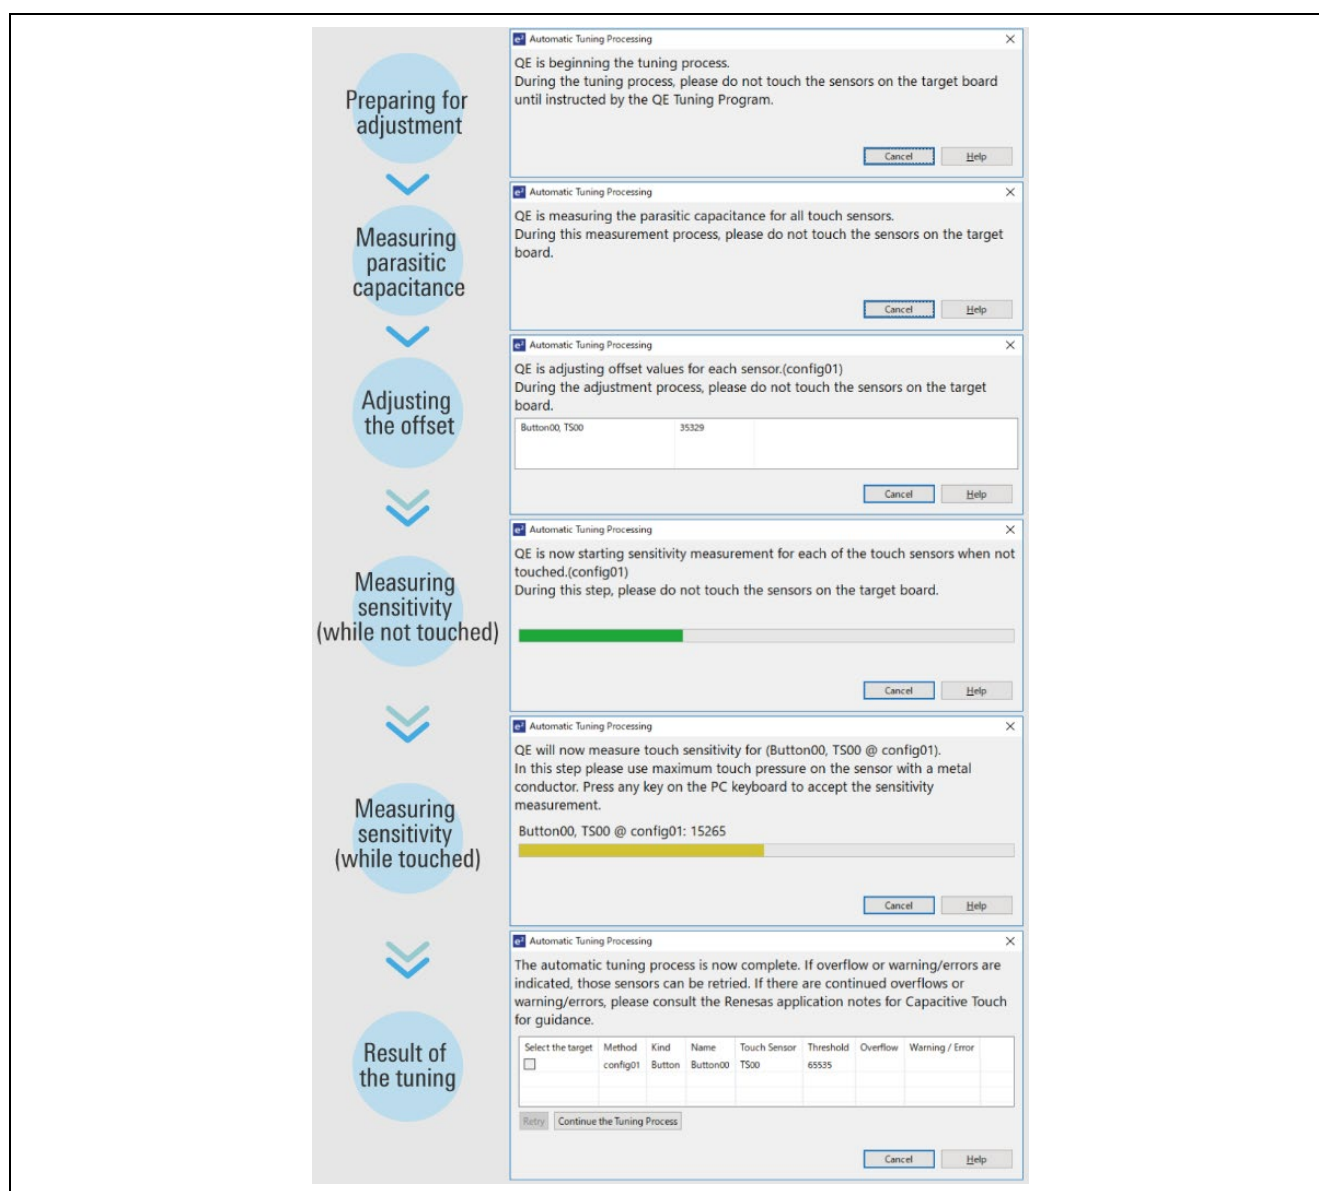 Preparing for
adjustment
Automatic Tuning Processing
QE is beginning the tuning process.
During the tuning process, please do not touch the sensors on the target board
until instructed by the QE Tuning Program.
Cancel Help
Measuring
parasitic
capacitance
Automatic Tuning Processing
QE is measuring the parasitic capacitance for all touch sensors.
During this measurement process, please do not touch the sensors on the target
board.
Cancel Help
Adjusting
the offset
Automatic Tuning Processing
QE is adjusting offset values for each sensor.(config01)
During the adjustment process, please do not touch the sensors on the target
board.
Button00, TS00 35329
Cancel Help
Measuring
sensitivity
(while not touched)
Automatic Tuning Processing
QE is now starting sensitivity measurement for each of the touch sensors when not
touched.(config01)
During this step, please do not touch the sensors on the target board.
Cancel Help
Measuring
sensitivity
(while touched)
Automatic Tuning Processing
QE will now measure touch sensitivity for (Button00, TS00 @ config01).
In this step please use maximum touch pressure on the sensor with a metal
conductor. Press any key on the PC keyboard to accept the sensitivity
measurement.
Button00, TS00 @ config01: 15265
Cancel Help
Result of
the tuning
Automatic Tuning Processing
The automatic tuning process is now complete. If overflow or warning/errors are
indicated, those sensors can be retried. If there are continued overflows or
warning/errors, please consult the Renesas application notes for Capacitive Touch
for guidance.
Select the target Method Kind Name Touch Sensor Threshold Overflow Warning / Error
config01 Button Button00 TS00 65535
Retry Continue the Tuning Process
Cancel Help